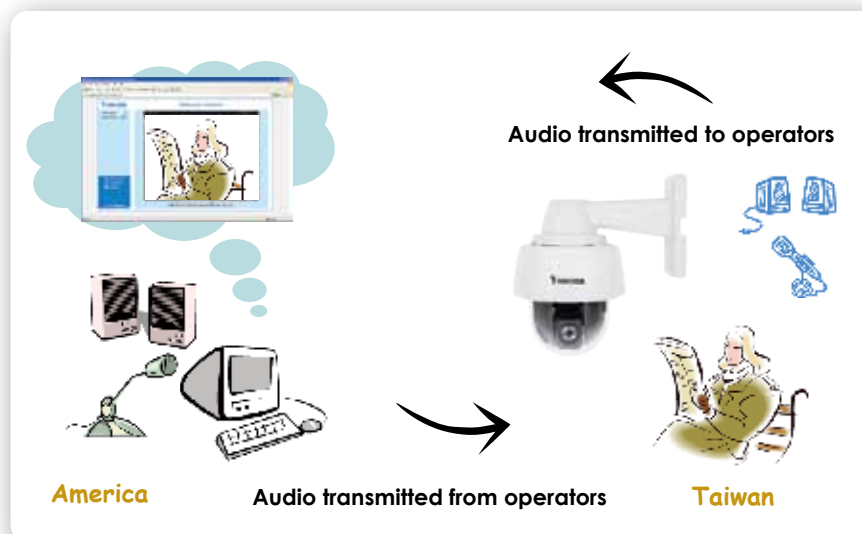 Audio transmitted to operators
America
Audio transmitted from operators
Taiwan